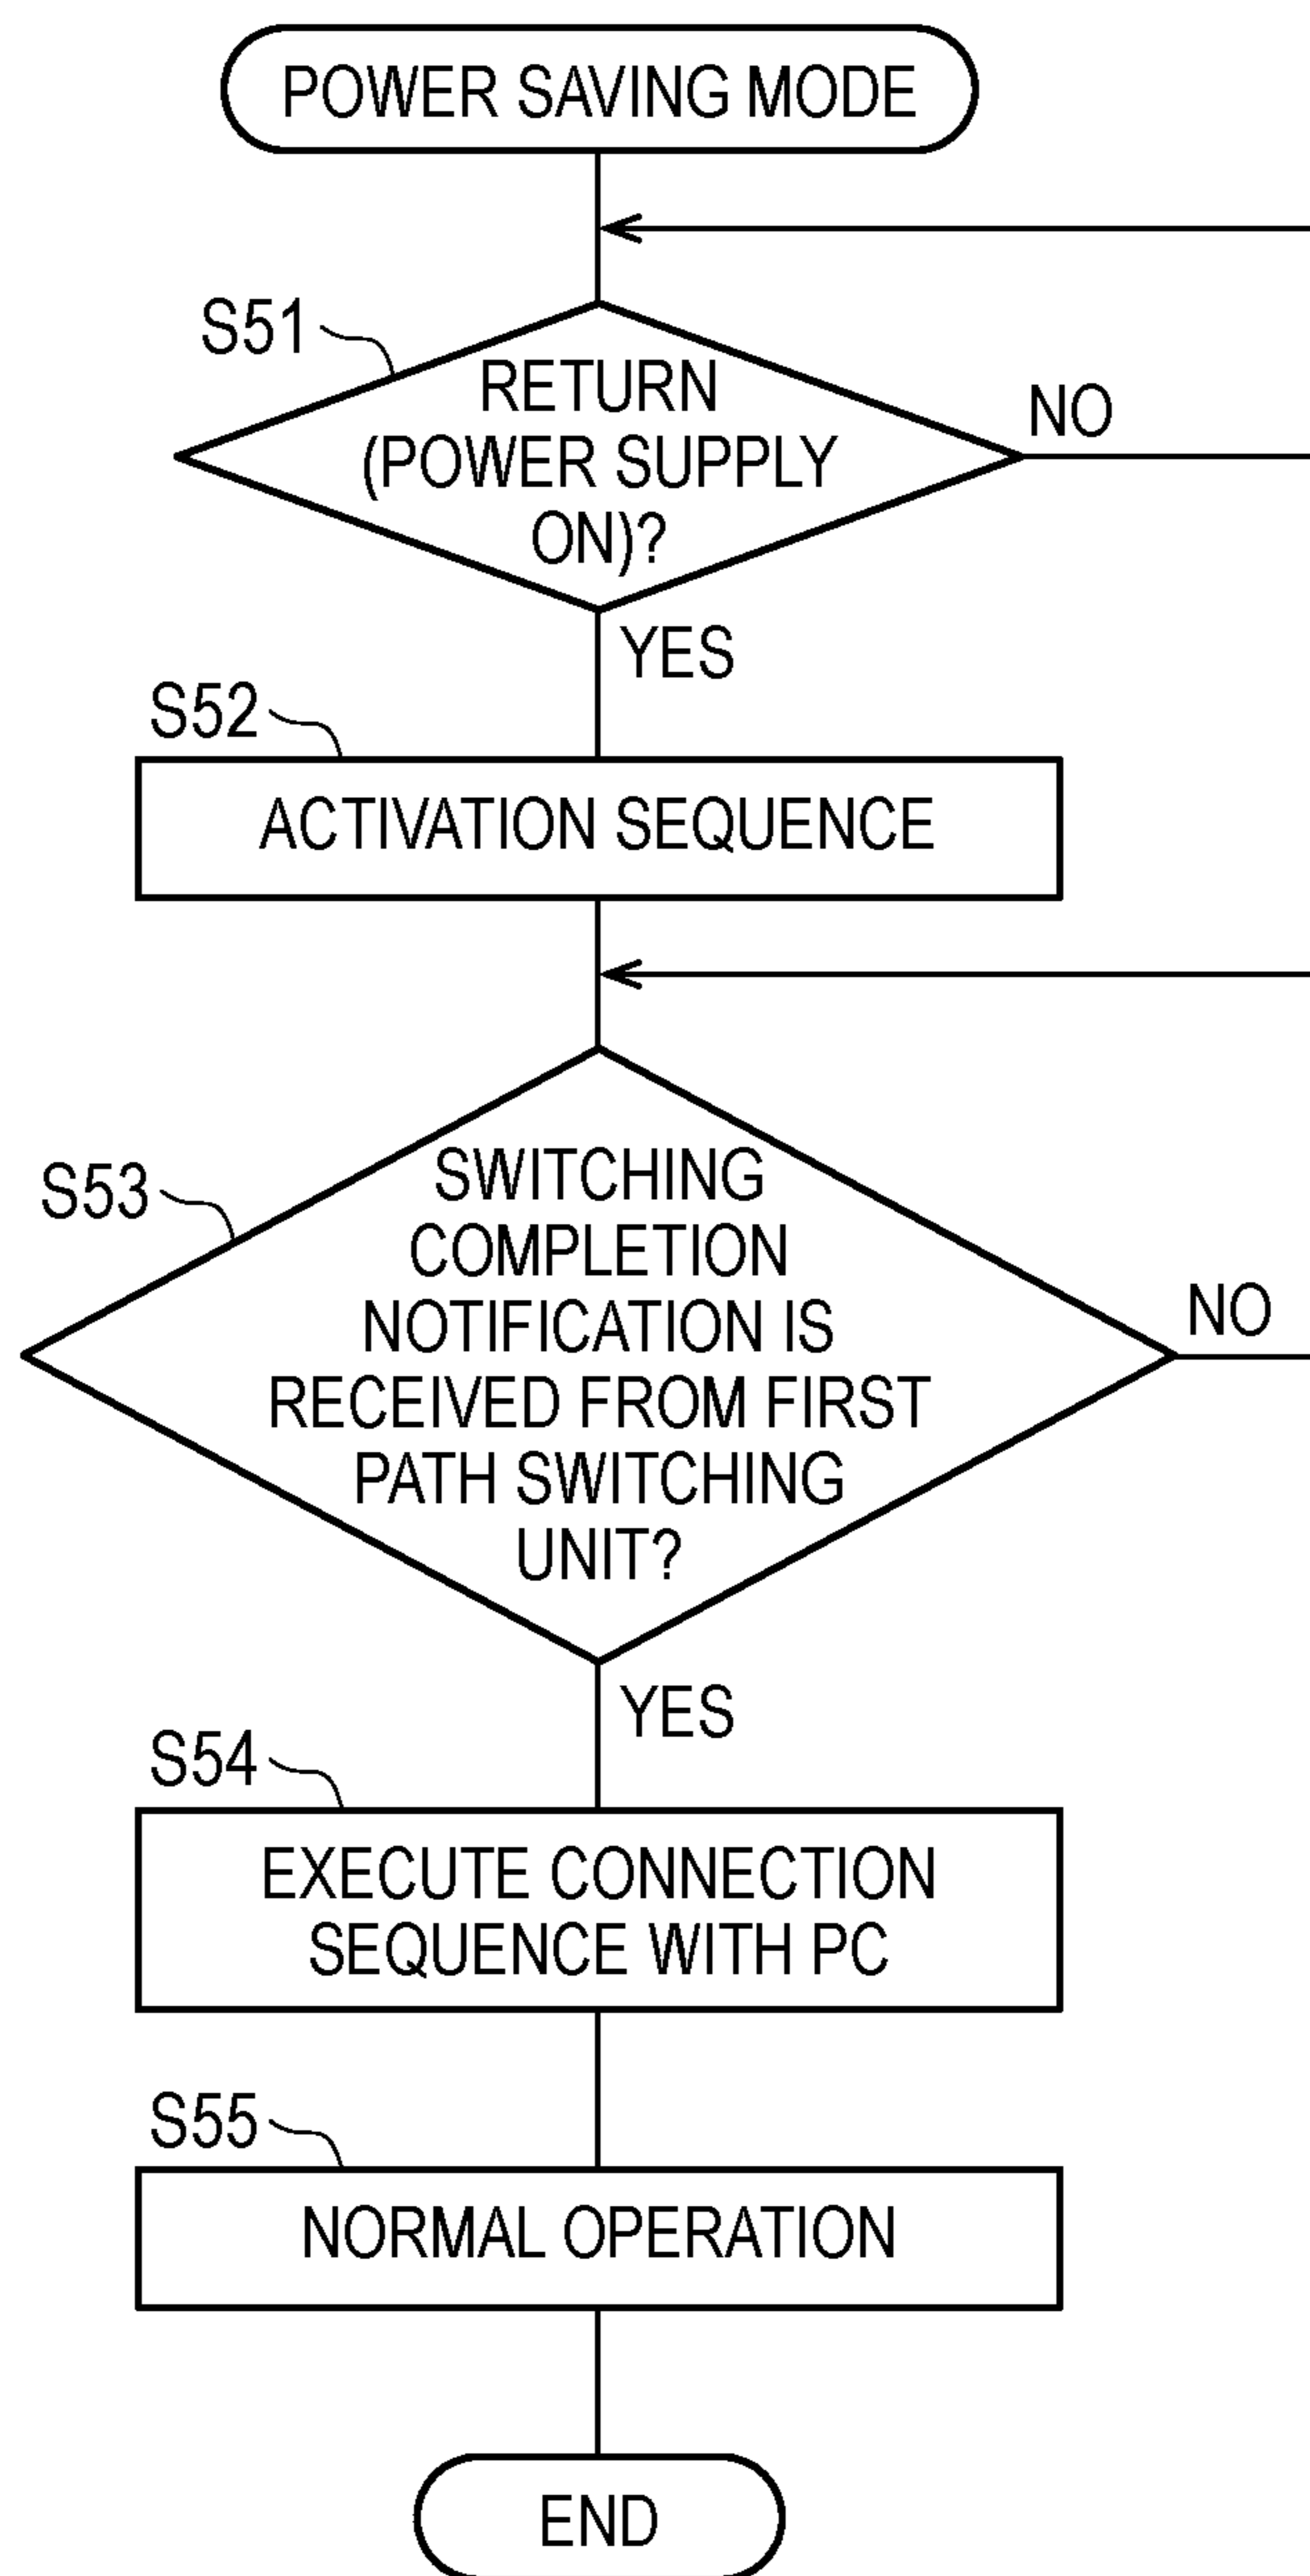 POWER SAVING MODE
S51
RETURN
(POWER SUPPLY
ON)?
NO
YES
S52
ACTIVATION SEQUENCE
S53
SWITCHING
COMPLETION
NOTIFICATION IS
RECEIVED FROM FIRST
PATH SWITCHING
UNIT?
NO
YES
S54
EXECUTE CONNECTION
SEQUENCE WITH PC
S55
NORMAL OPERATION
END